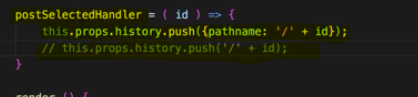 postSelectedHandler = ( id ) => {
this.props.history.push({pathname: '/' + id});
// this.props.history.push('/' + id);
}
render () {